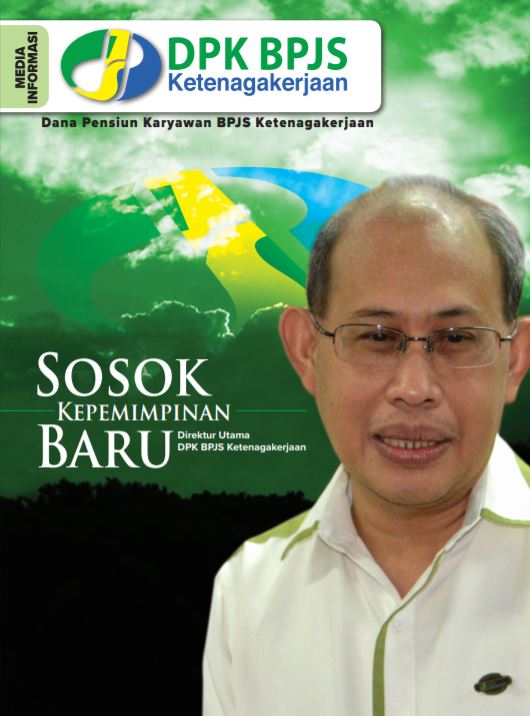 MEDIA
INFORMASI
DPK BPJS
Ketenagakerjaan
Dana Pensiun Karyawan BPJS Ketenagakerjaan
SOSOK
KEPEMIMPINAN
BARU
Direktur Utama
DPK BPJS Ketenagakerjaan